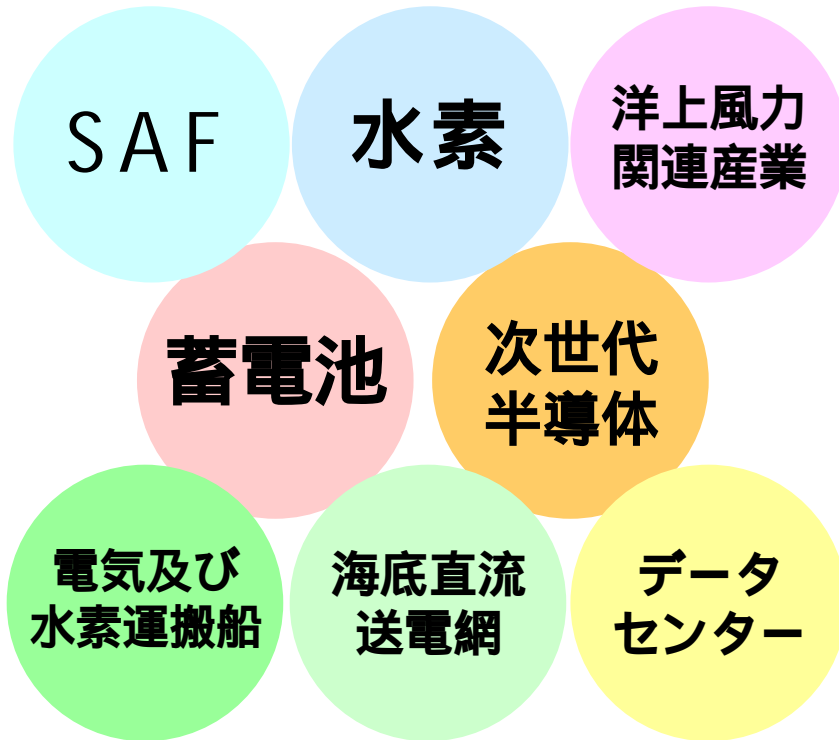 SAF
水素
洋上風力
関連産業
蓄電池
次世代
半導体
電気及び
水素運搬船
海底直流
送電網
データ
センター